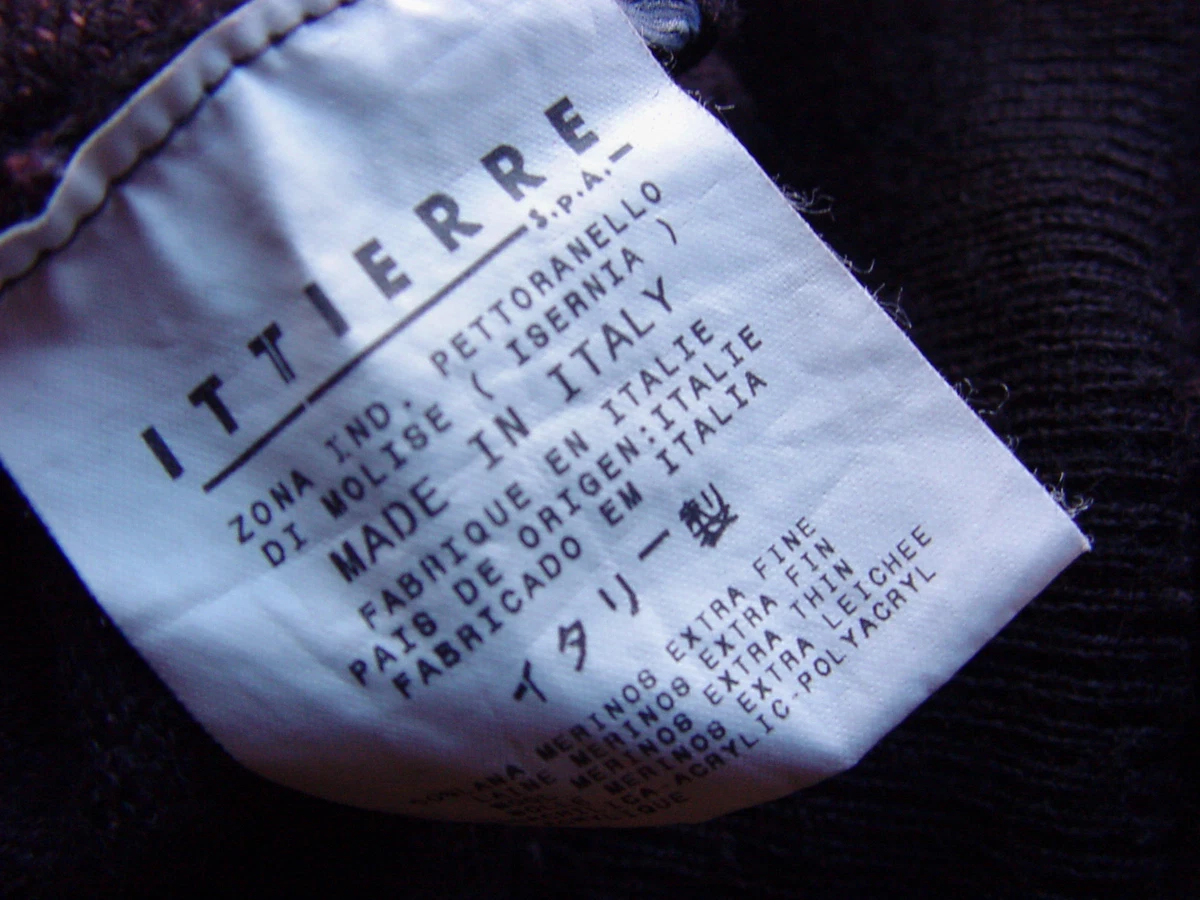 ITTIERRE
S.P.A.
ZONA IND. PETTORANELLO
DI MOLISE ( ISERNIA )
MADE IN ITALY
FABRIQUE EN ITALIE
PAIS DE ORIGEN:ITALIE
FABRICADO EM ITALIA
イタリー製
LANA MERINOS EXTRA FINE
LAINE MERINOS EXTRA FIN
MERINOS EXTRA THIN
MERINOS EXTRA LEICHEE
ACRYLIC-POLYACRYL